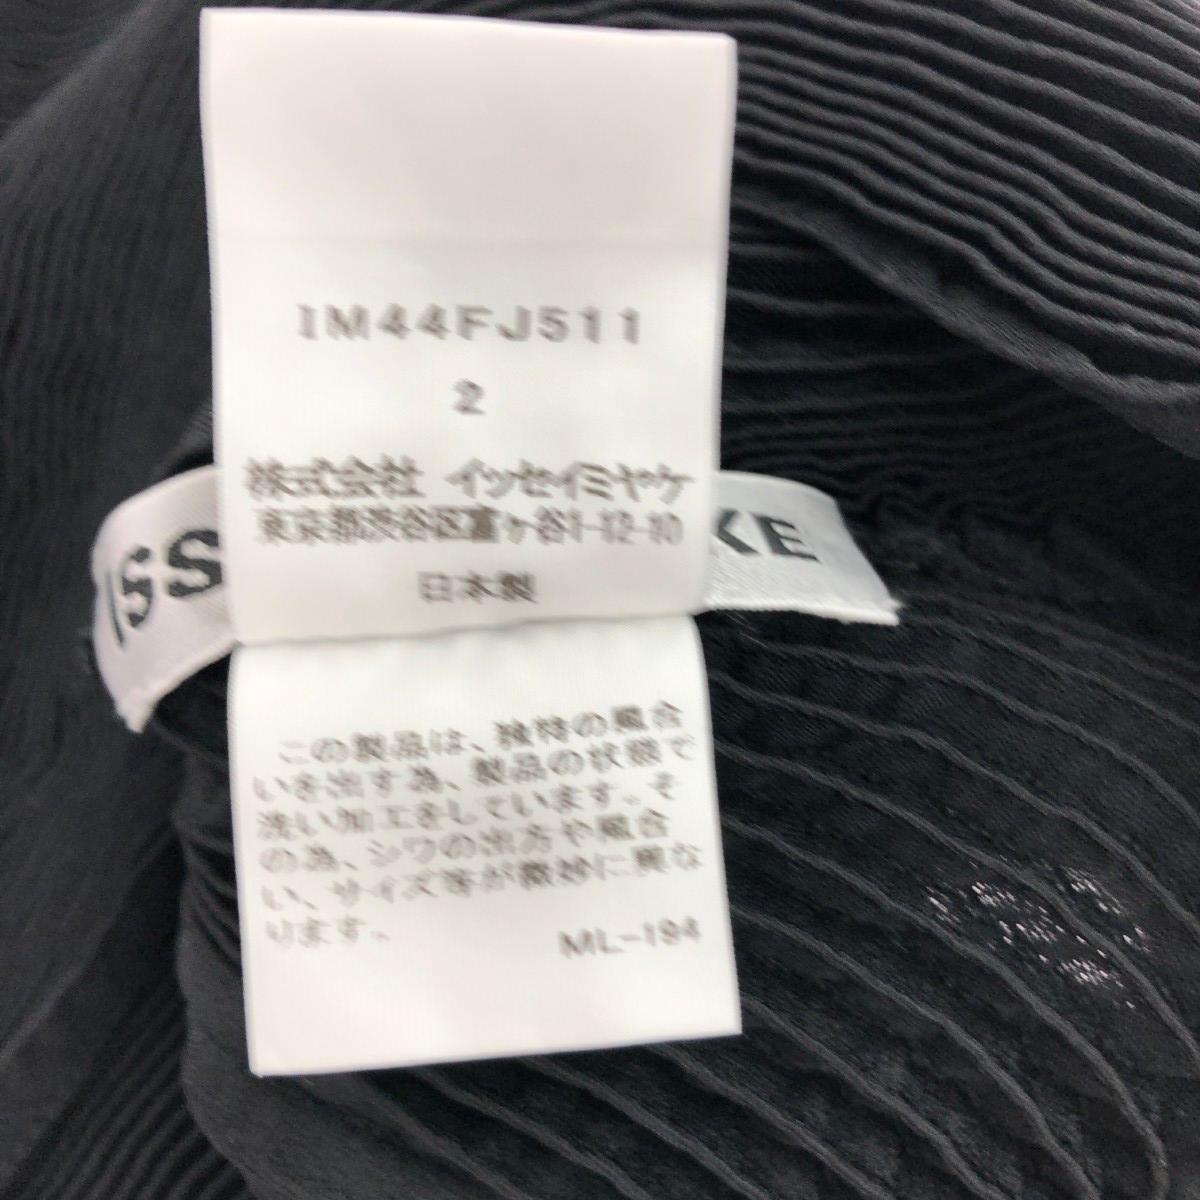 IM44FJ511
2
株式会社 イッセイミヤケ
東京都渋谷区富ヶ谷1-12-10
ISS KE
日本製
この製品は、独特の風合
いを出す為、製品の状態で
洗い加工をしています。そ
の為、シワの出方や風合
い、サイズ等が微妙に異な
ります。
ML-194